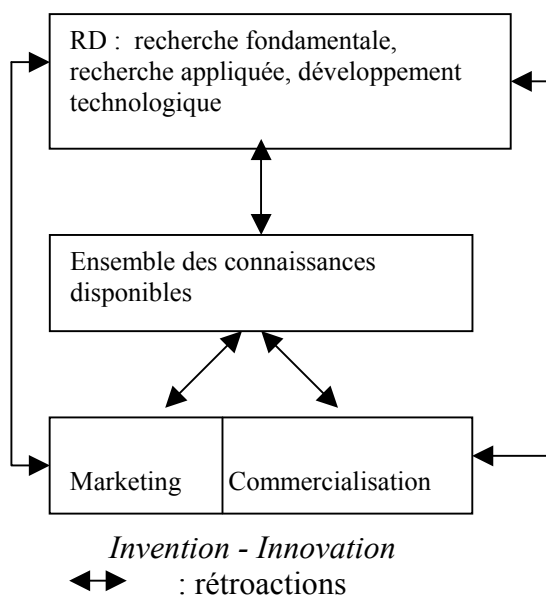 RD :  recherche fondamentale,
recherche appliquée, développement
technologique
Ensemble des connaissances
disponibles
Marketing
Commercialisation
Invention - Innovation
: rétroactions